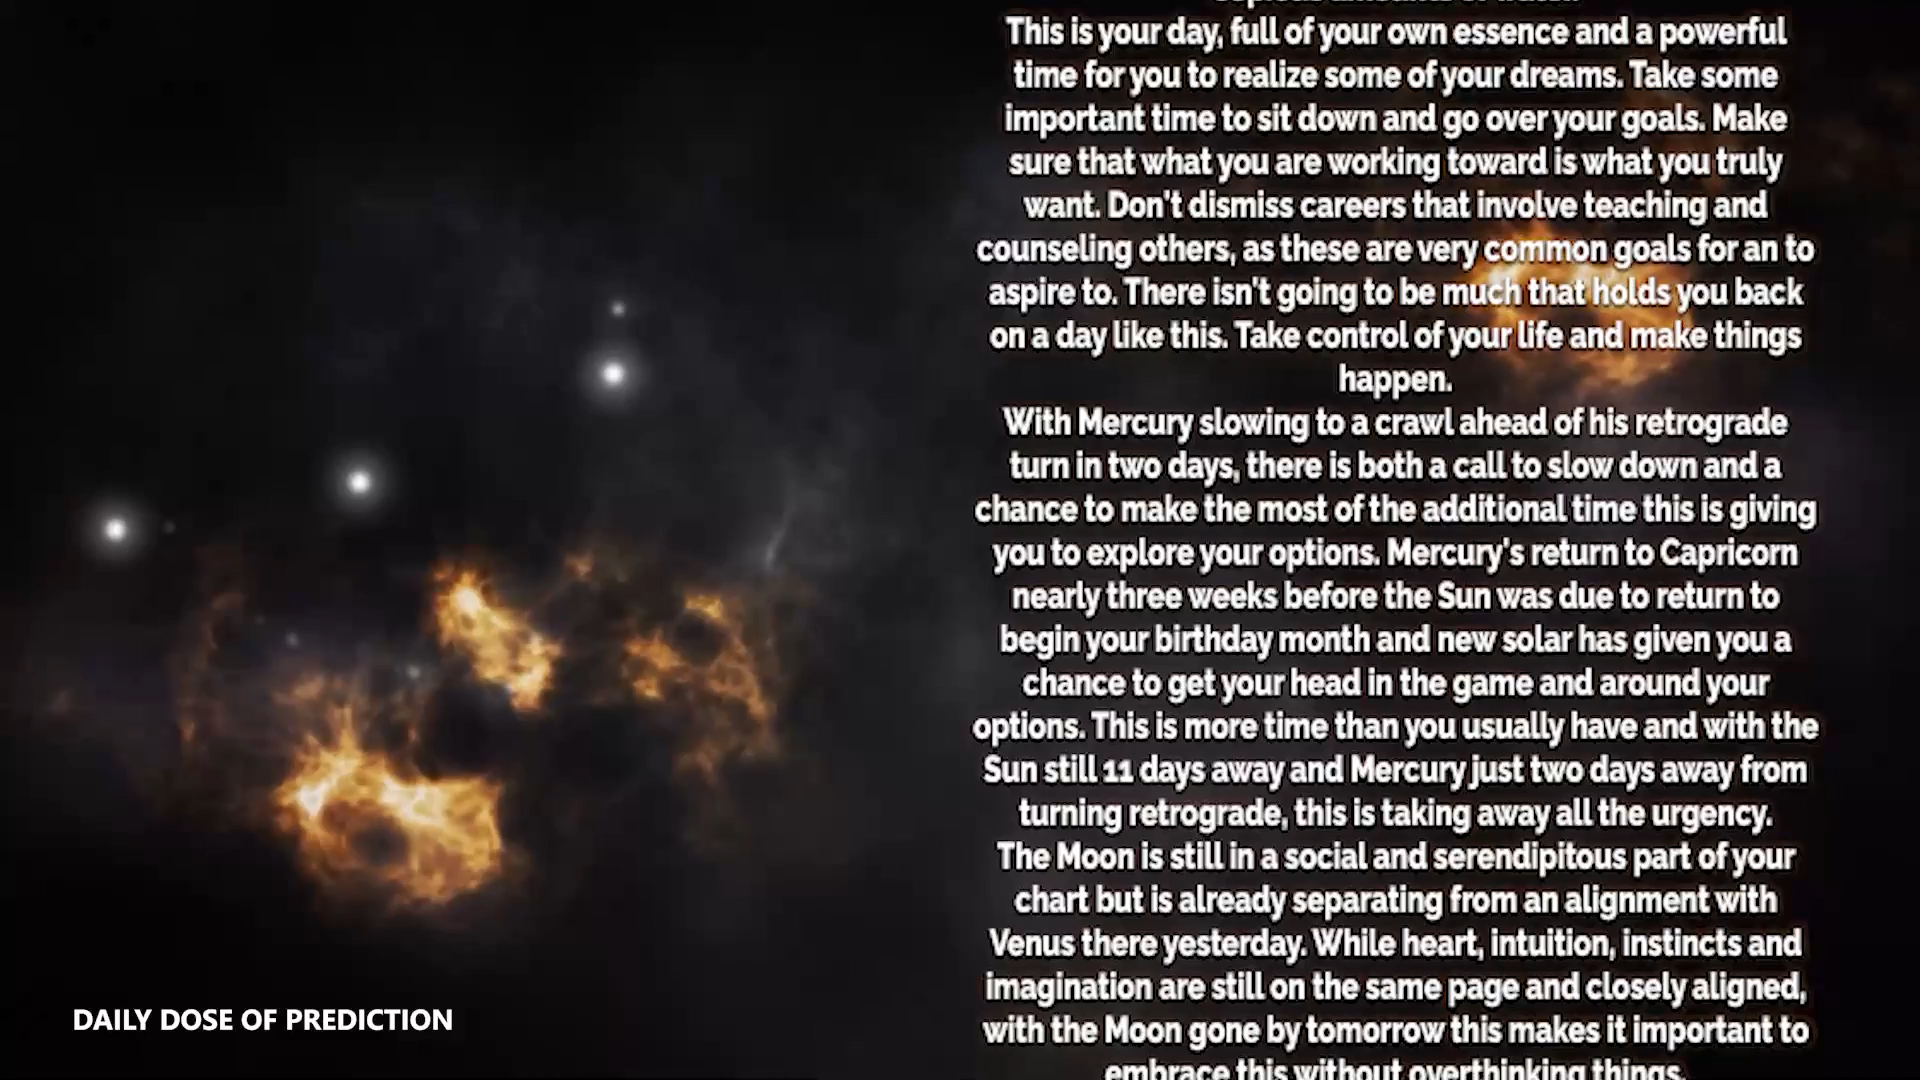 This is your day, full of your own essence and a powerful
time for you to realize some of your dreams. Take some
important time to sit down and go over your goals. Make
sure that what you are working toward is what you truly
want. Don't dismiss careers that involve teaching and
counseling others, as these are very common goals for an to
aspire to. There isn't going to be much that holds you back
on a day like this. Take control of your life and make things
happen.
With Mercury slowing to a crawl ahead of his retrograde
turn in two days, there is both a call to slow down and a
chance to make the most of the additional time this is giving
you to explore your options. Mercury's return to Capricorn
nearly three weeks before the Sun was due to return to
begin your birthday month and new solar has given you a
chance to get your head in the game and around your
options. This is more time than you usually have and with the
Sun still 11 days away and Mercury just two days away from
turning retrograde, this is taking away all the urgency.
The Moon is still in a social and serendipitous part of your
chart but is already separating from an alignment with
Venus there yesterday. While heart, intuition, instincts and
imagination are still on the same page and closely aligned,
with the Moon gone by tomorrow this makes it important to
embrace this without overthinking things.
DAILY DOSE OF PREDICTION